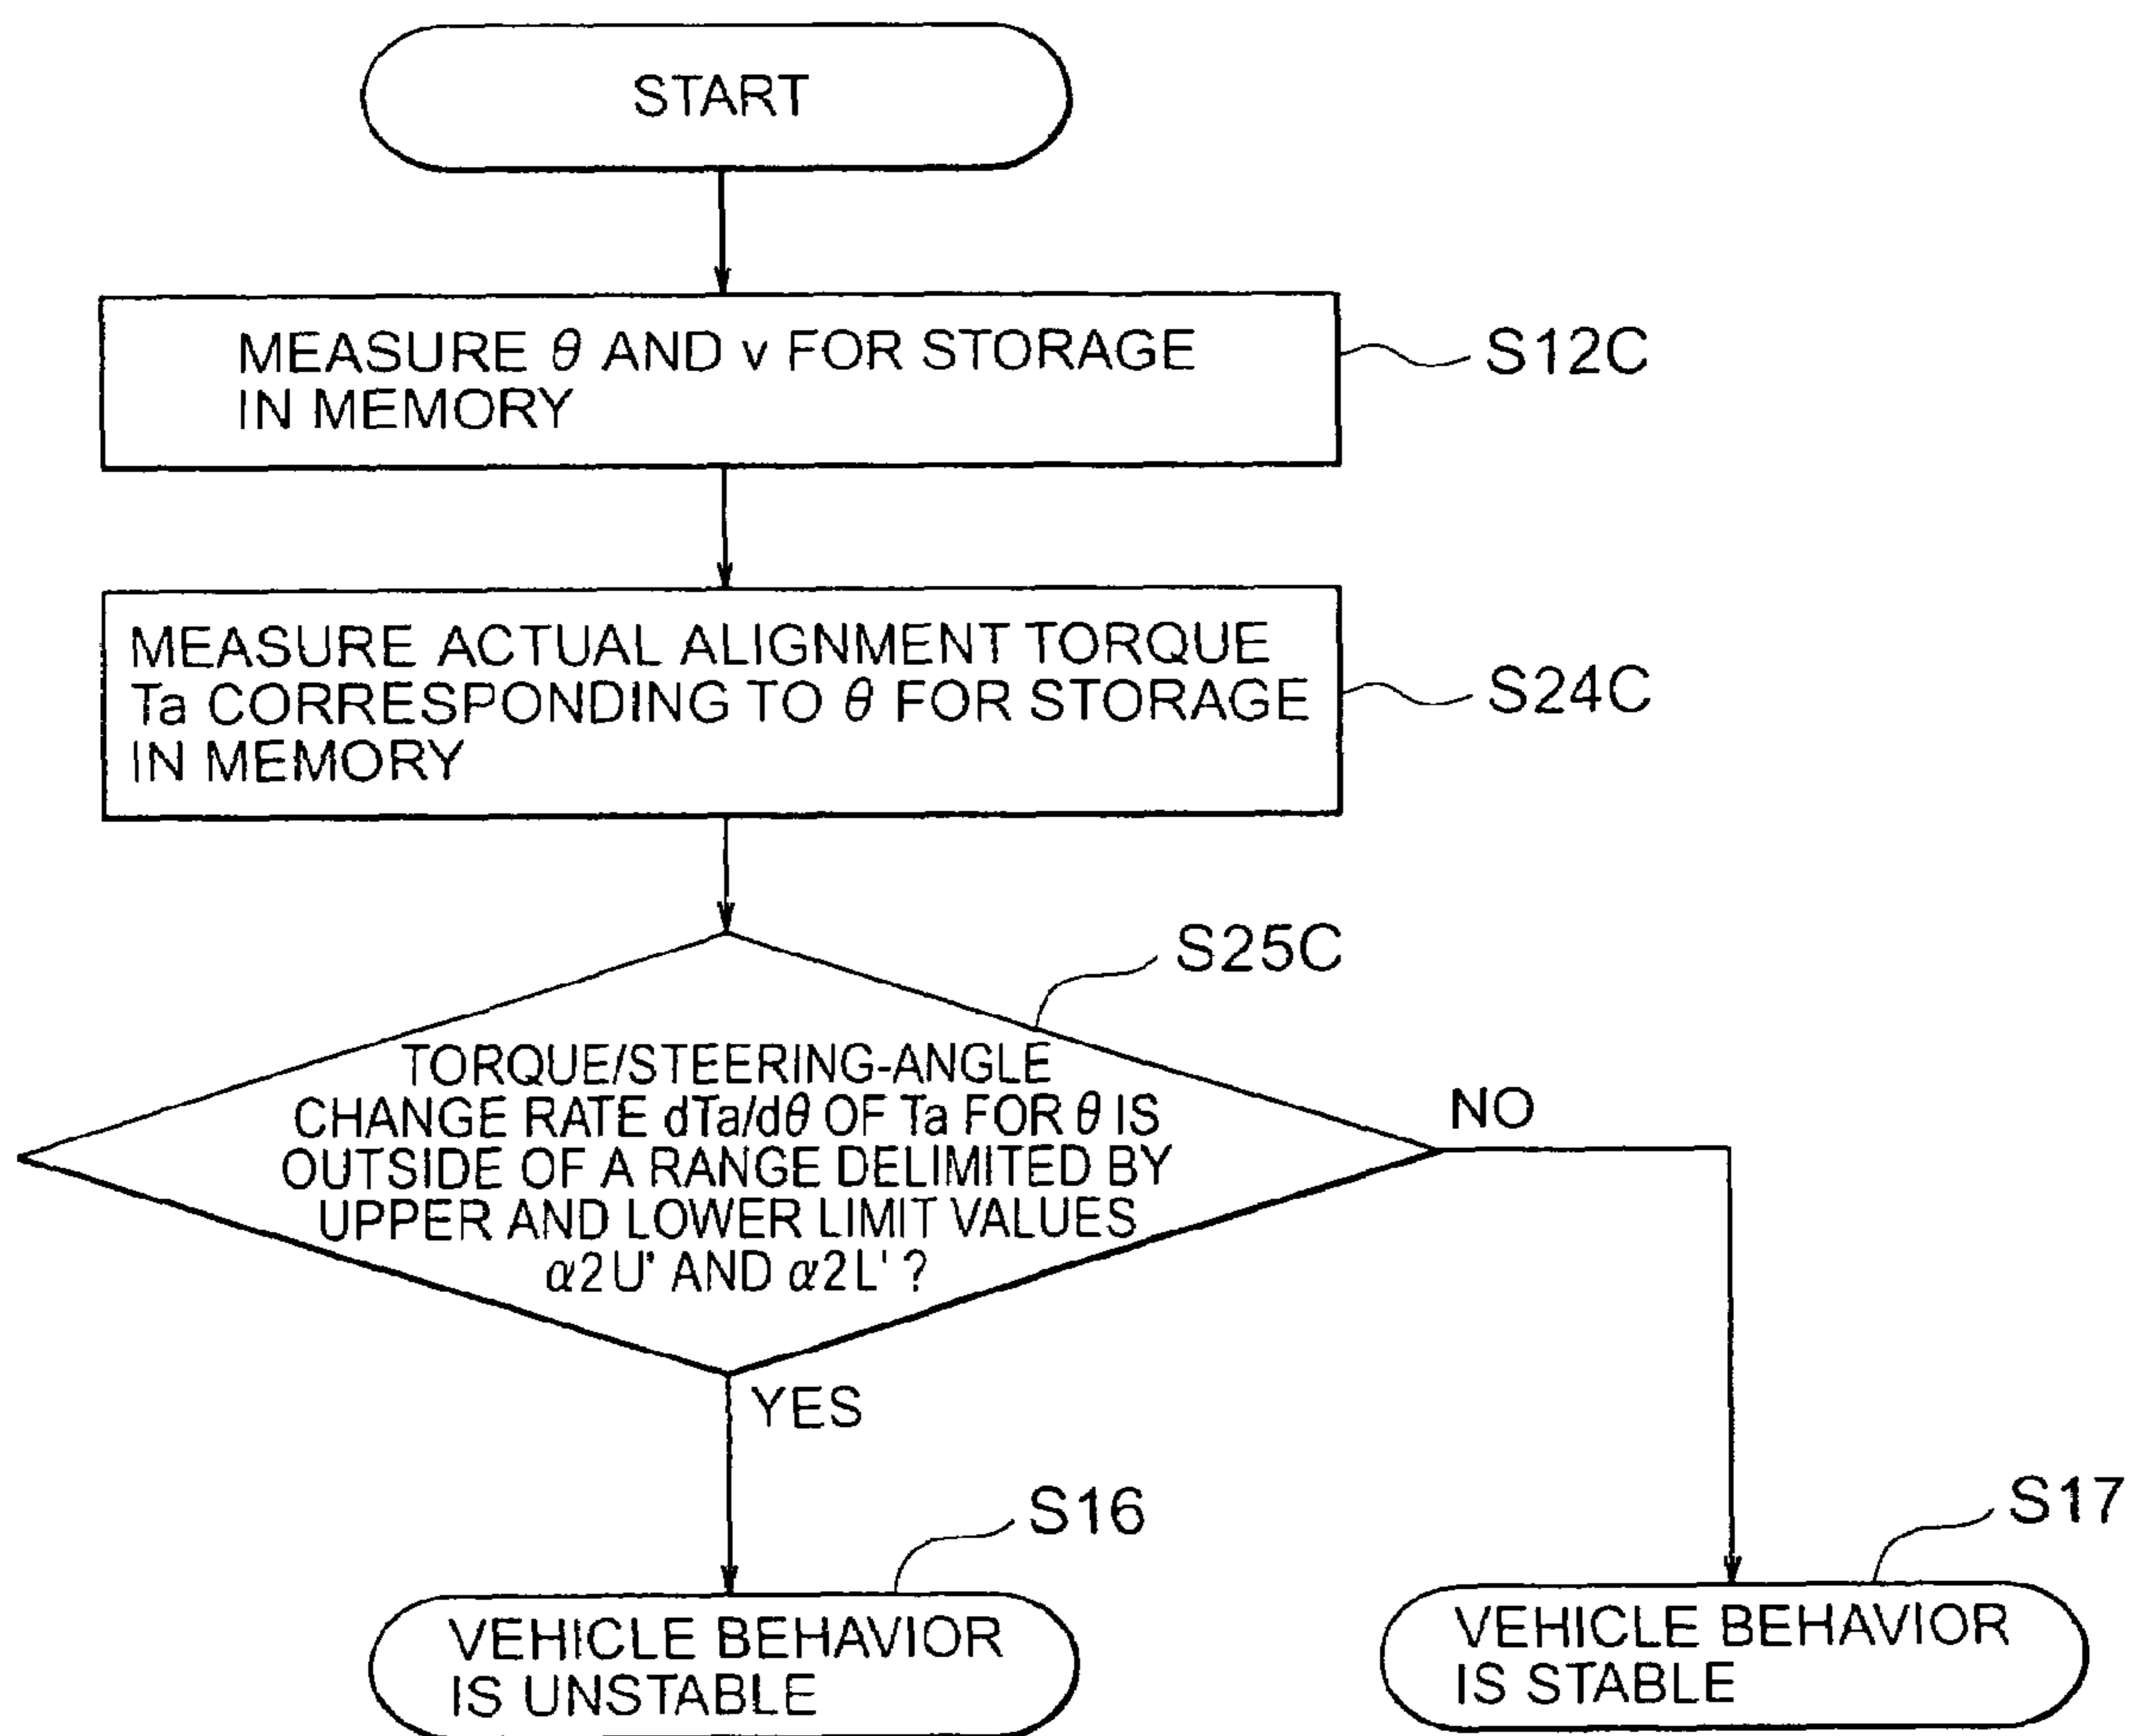 START
MEASURE θ AND v FOR STORAGE
IN MEMORY
S12C
MEASURE ACTUAL ALIGNMENT TORQUE
Ta CORRESPONDING TO θ FOR STORAGE
IN MEMORY
S24C
S25C
TORQUE/STEERING-ANGLE
CHANGE RATE dTa/dθ OF Ta FOR θ IS
OUTSIDE OF A RANGE DELIMITED BY
UPPER AND LOWER LIMIT VALUES
α2U' AND α2L' ?
NO
YES
S16
VEHICLE BEHAVIOR
IS UNSTABLE
S17
VEHICLE BEHAVIOR
IS STABLE